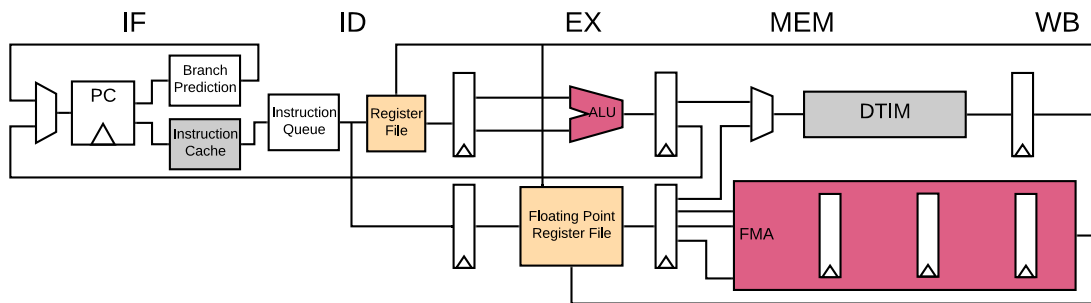 IF
ID
EX
MEM
WB
PC
Branch
Prediction
Instruction
Cache
Instruction
Queue
Register
File
ALU
DTIM
Floating Point
Register File
FMA